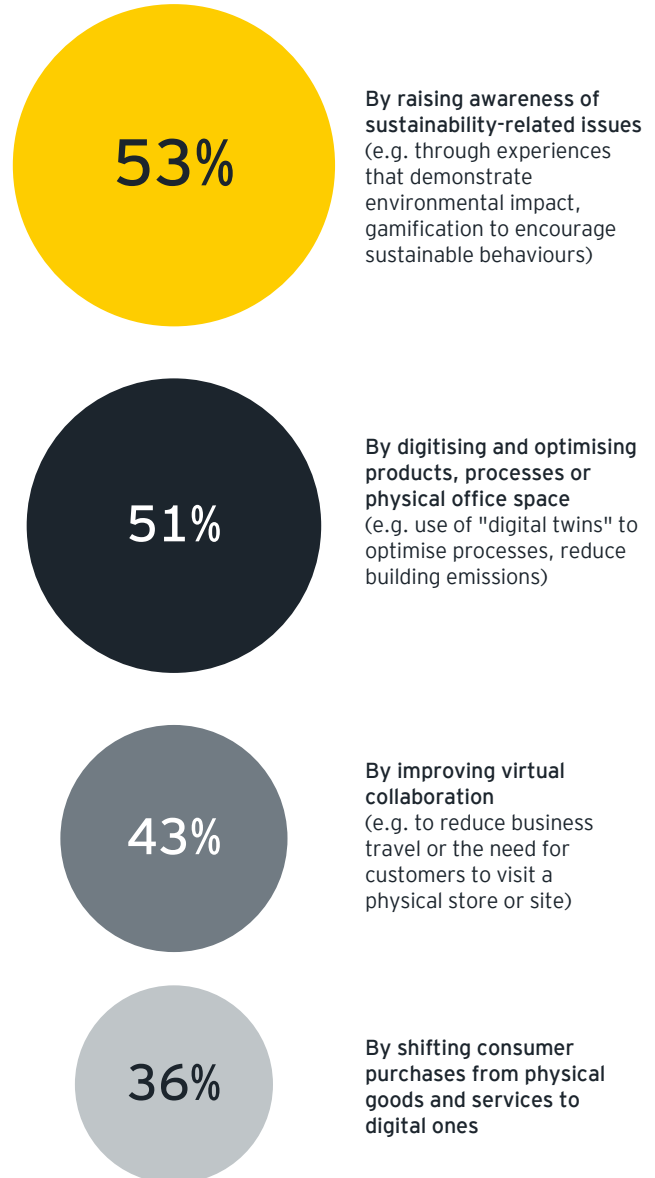 53%
By raising awareness of
sustainability-related issues
(e.g. through experiences
that demonstrate
environmental impact,
gamification to encourage
sustainable behaviours)
51%
By digitising and optimising
products, processes or
physical office space
(e.g. use of "digital twins" to
optimise processes, reduce
building emissions)
43%
By improving virtual
collaboration
(e.g. to reduce business
travel or the need for
customers to visit a
physical store or site)
36%
By shifting consumer
purchases from physical
goods and services to
digital ones